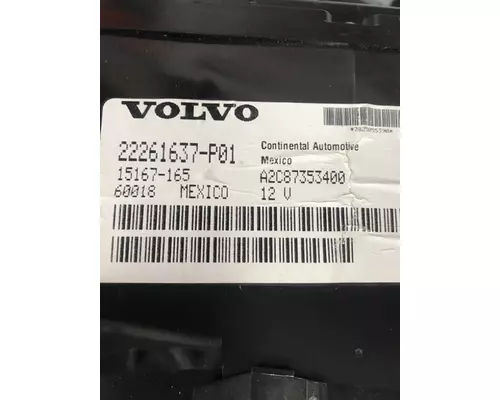 VOLVO
22261637-P01
15167-165
60018 MEXICO
Continental Automotive
Mexico
A2C87353400
12 V